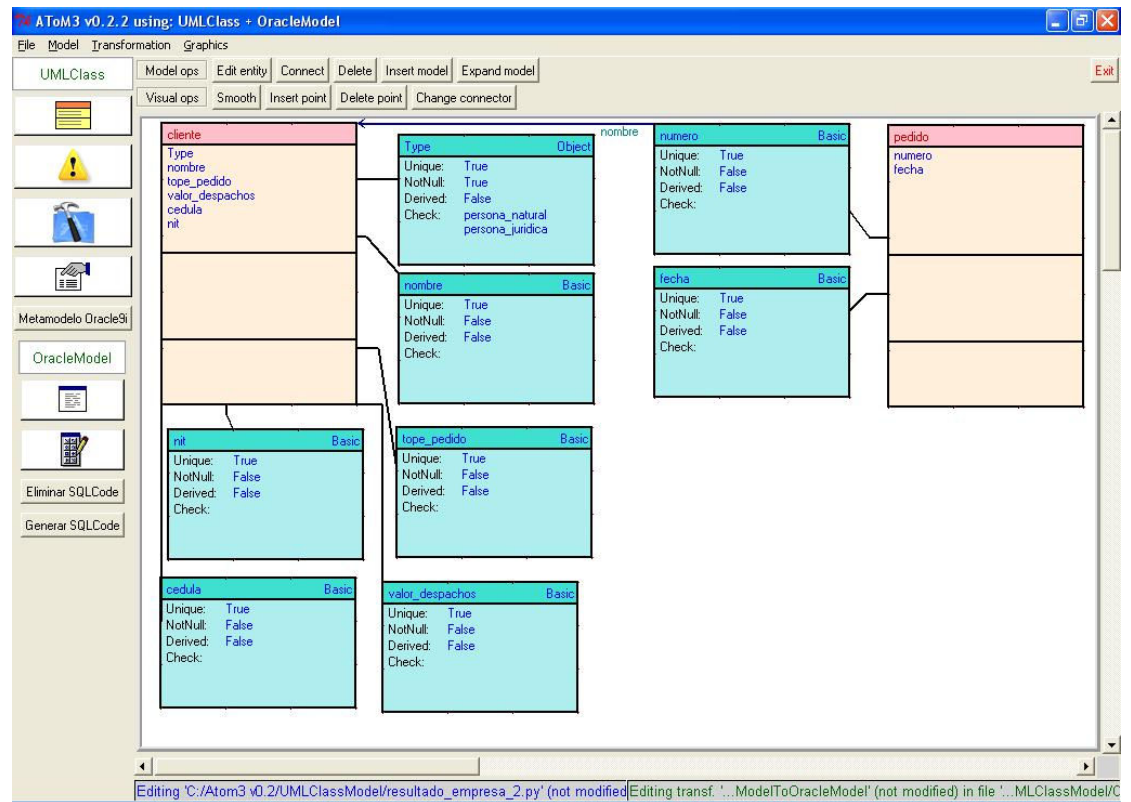 AToM3 v0.2.2 using: UMLClass + OracleModel
File Model Transformation Graphics
UMLClass
Model ops Edit entity Connect Delete Insert model Expand model Exit
Visual ops Smooth Insert point Delete point Change connector
Metamodelo Oracle9i
OracleModel
Eliminar SQLCode
Generar SQLCode
cliente
Type
nombre
tope_pedido
valor_despachos
cedula
nit
Type Object
Unique: True
NotNull: True
Derived: False
Check: persona_natural
persona_juridica
nombre
numero Basic
Unique: True
NotNull: False
Derived: False
Check:
pedido
numero
fecha
nombre Basic
Unique: True
NotNull: False
Derived: False
Check:
fecha Basic
Unique: True
NotNull: False
Derived: False
Check:
nit Basic
Unique: True
NotNull: False
Derived: False
Check:
tope_pedido Basic
Unique: True
NotNull: False
Derived: False
Check:
cedula Basic
Unique: True
NotNull: False
Derived: False
Check:
valor_despachos Basic
Unique: True
NotNull: False
Derived: False
Check:
Editing 'C:/Atom3 v0.2/UMLClassModel/resultado_empresa_2.py' (not modified
Editing transf. '...ModelToOracleModel' (not modified) in file '...MLClassModel/C